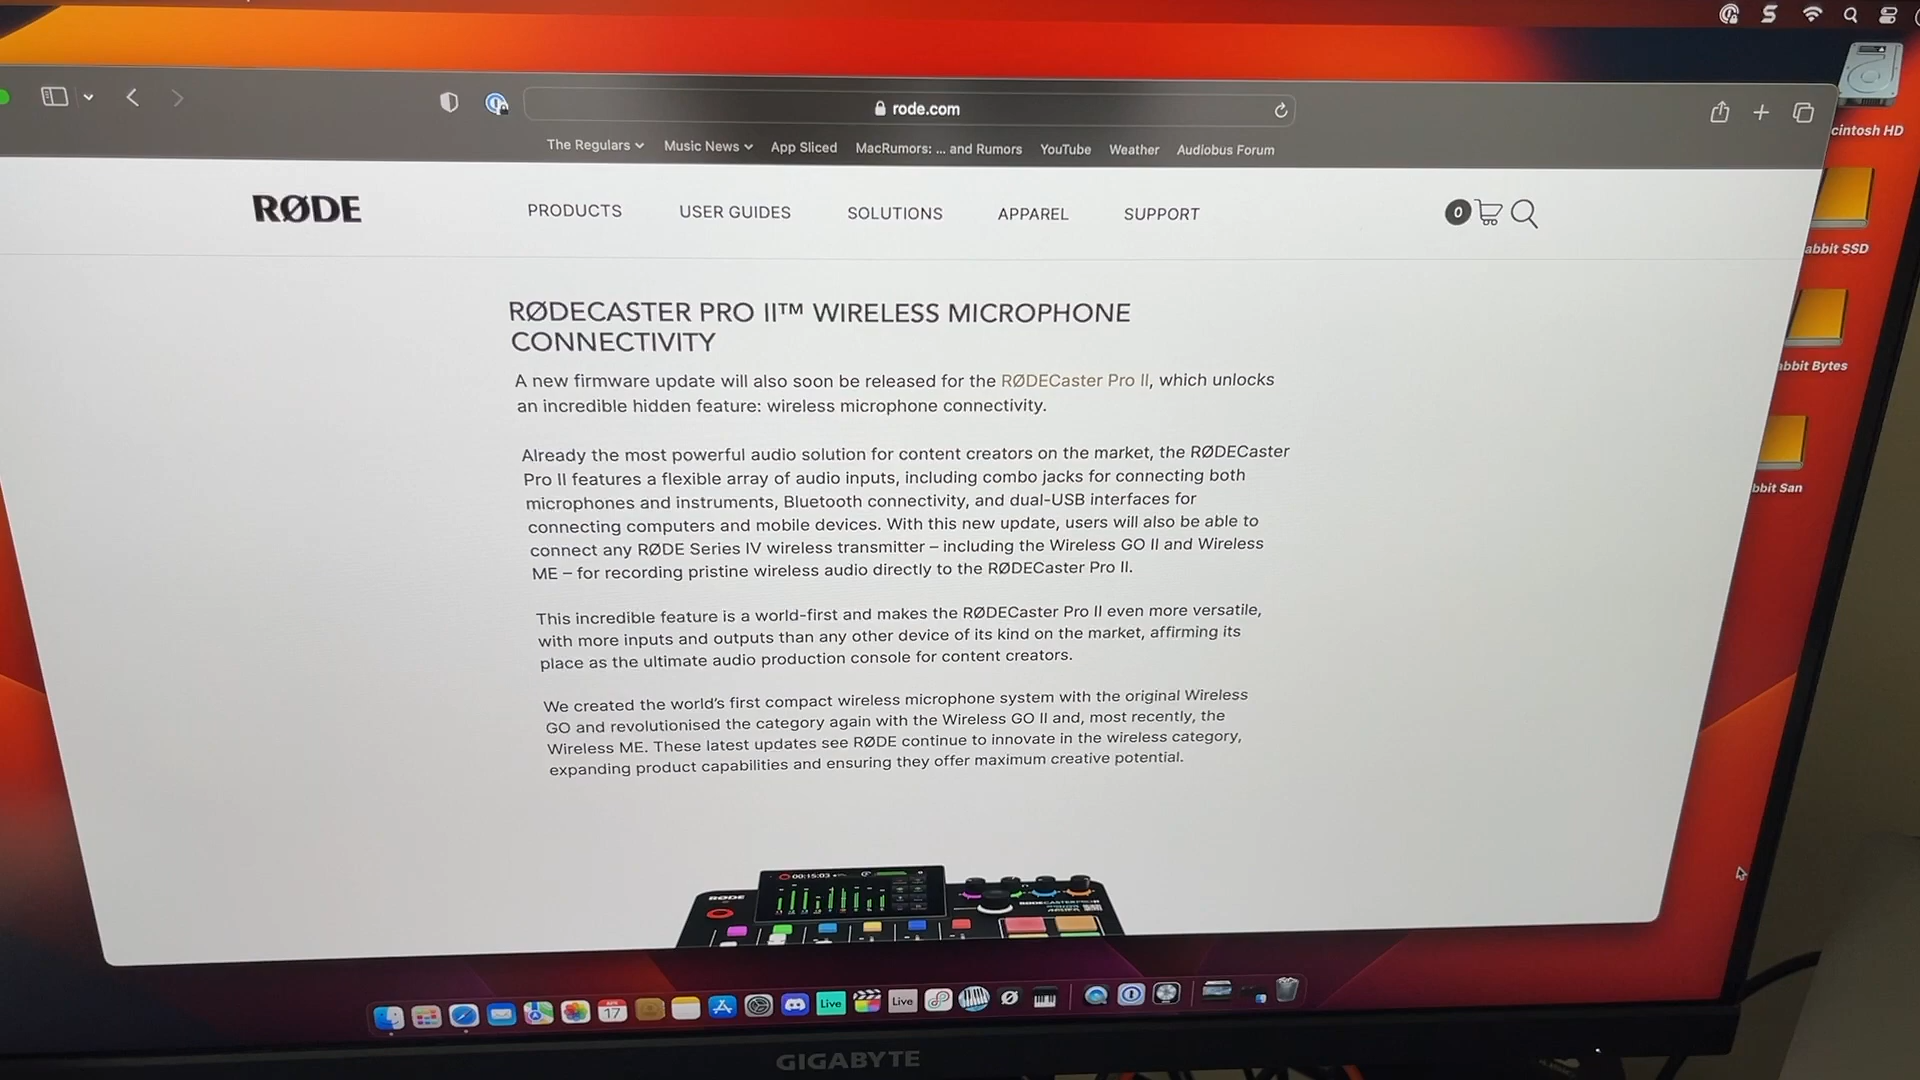 rode.com
The Regulars
Music News
App Sliced
MacRumors: ... and Rumors
YouTube
Weather
Audiobus Forum
cintosh HD
RØDE
PRODUCTS
USER GUIDES
SOLUTIONS
APPAREL
SUPPORT
0
abbit SSD
RØDECASTER PRO II™ WIRELESS MICROPHONE
CONNECTIVITY
abbit Bytes
A new firmware update will also soon be released for the RØDECaster Pro II, which unlocks
an incredible hidden feature: wireless microphone connectivity.
Already the most powerful audio solution for content creators on the market, the RØDECaster
Pro II features a flexible array of audio inputs, including combo jacks for connecting both
bbit San
microphones and instruments, Bluetooth connectivity, and dual-USB interfaces for
connecting computers and mobile devices. With this new update, users will also be able to
connect any RØDE Series IV wireless transmitter – including the Wireless GO II and Wireless
ME – for recording pristine wireless audio directly to the RØDECaster Pro II.
This incredible feature is a world-first and makes the RØDECaster Pro II even more versatile,
with more inputs and outputs than any other device of its kind on the market, affirming its
place as the ultimate audio production console for content creators.
We created the world's first compact wireless microphone system with the original Wireless
GO and revolutionised the category again with the Wireless GO II and, most recently, the
Wireless ME. These latest updates see RØDE continue to innovate in the wireless category,
expanding product capabilities and ensuring they offer maximum creative potential.
RØDE
00:15:03
17
Live
Live
GIGABYTE